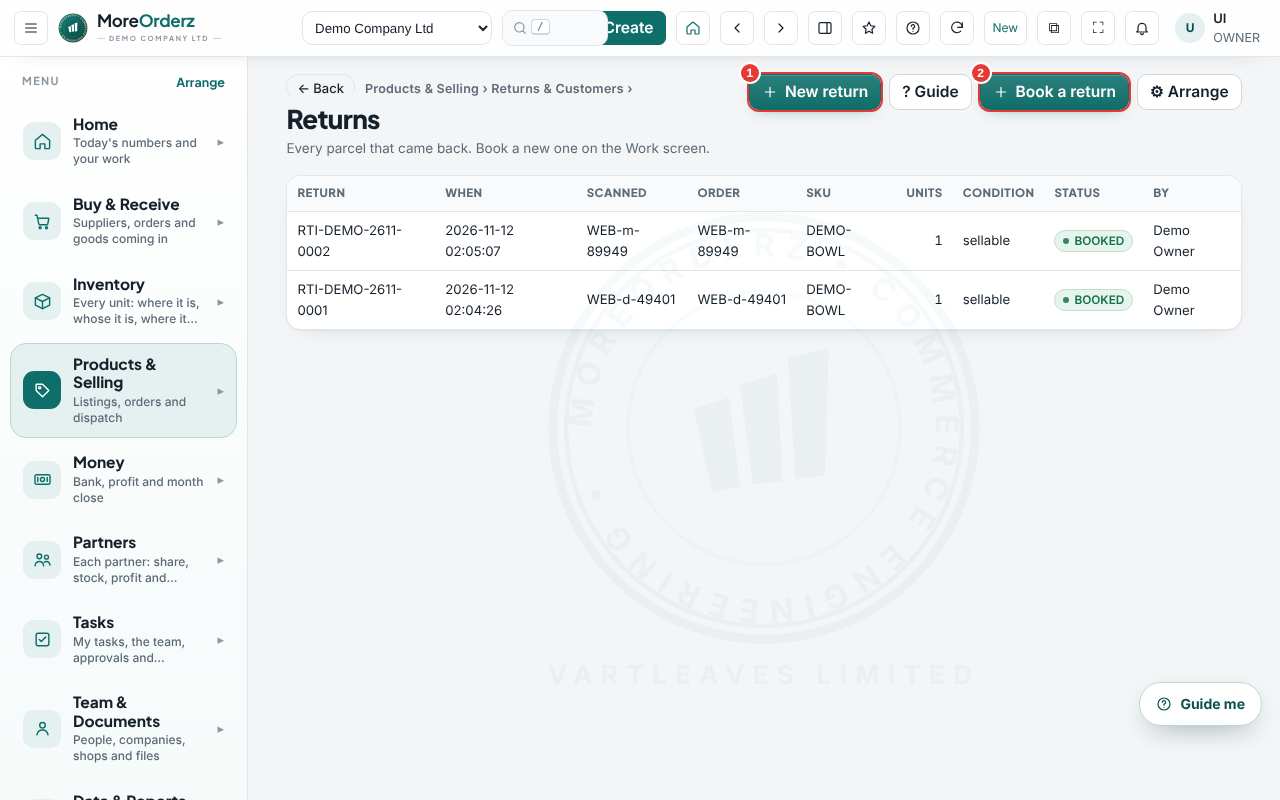 MoreOrderz
DEMO COMPANY LTD
Demo Company Ltd
/
Create
New
U
UI
OWNER
MENU
Arrange
Home
Today's numbers and
your work
Buy & Receive
Suppliers, orders and
goods coming in
Inventory
Every unit: where it is,
whose it is, where it...
Products &
Selling
Listings, orders and
dispatch
Money
Bank, profit and month
close
Partners
Each partner: share,
stock, profit and...
Tasks
My tasks, the team,
approvals and...
Team &
Documents
People, companies,
shops and files
Data & Reports
← Back
Products & Selling › Returns & Customers ›
1
+ New return
? Guide
2
+ Book a return
⚙ Arrange
Returns
Every parcel that came back. Book a new one on the Work screen.
RETURN WHEN SCANNED ORDER SKU UNITS CONDITION STATUS BY
RTI-DEMO-2611-0002 2026-11-12 02:05:07 WEB-m-89949 WEB-m-89949 DEMO-BOWL 1 sellable BOOKED Demo Owner
RTI-DEMO-2611-0001 2026-11-12 02:04:26 WEB-d-49401 WEB-d-49401 DEMO-BOWL 1 sellable BOOKED Demo Owner
MOREORDERZ • COMMERCE ENGINEERING •
VARTLEAVES LIMITED
Guide me